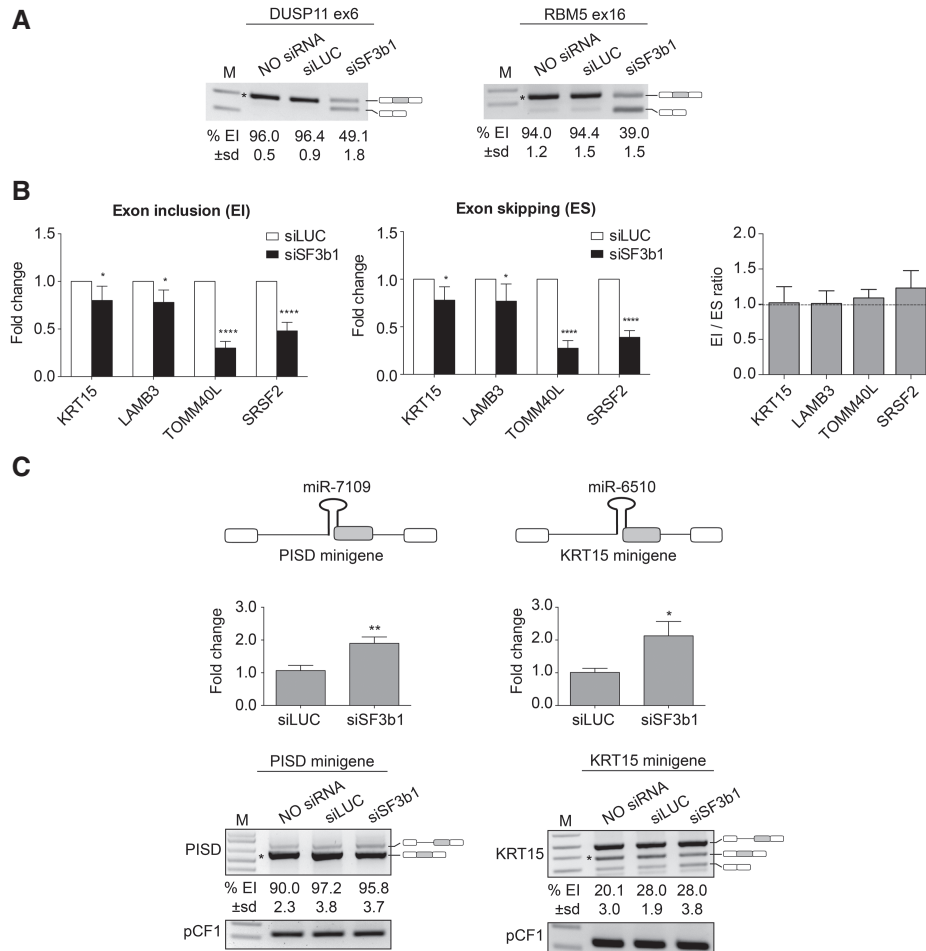 A
DUSP11 ex6
M NO siRNA siLUC siSF3b1
*
% EI 96.0 96.4 49.1
±sd 0.5 0.9 1.8
RBM5 ex16
M NO siRNA siLUC siSF3b1
*
% EI 94.0 94.4 39.0
±sd 1.2 1.5 1.5
B
Exon inclusion (EI)
siLUC
siSF3b1
Fold change
1.5
1.0
0.5
0.0
* * **** ****
KRT15 LAMB3 TOMM40L SRSF2
Exon skipping (ES)
siLUC
siSF3b1
Fold change
1.5
1.0
0.5
0.0
* * **** ****
KRT15 LAMB3 TOMM40L SRSF2
EI / ES ratio
2.0
1.5
1.0
0.5
0.0
KRT15 LAMB3 TOMM40L SRSF2
C
miR-7109
PISD minigene
miR-6510
KRT15 minigene
Fold change
3.0
2.0
1.0
0.0
**
siLUC siSF3b1
Fold change
3.0
2.0
1.0
0.0
*
siLUC siSF3b1
PISD minigene
M NO siRNA siLUC siSF3b1
PISD
*
% EI 90.0 97.2 95.8
±sd 2.3 3.8 3.7
pCF1
KRT15 minigene
M NO siRNA siLUC siSF3b1
KRT15
*
% EI 20.1 28.0 28.0
±sd 3.0 1.9 3.8
pCF1